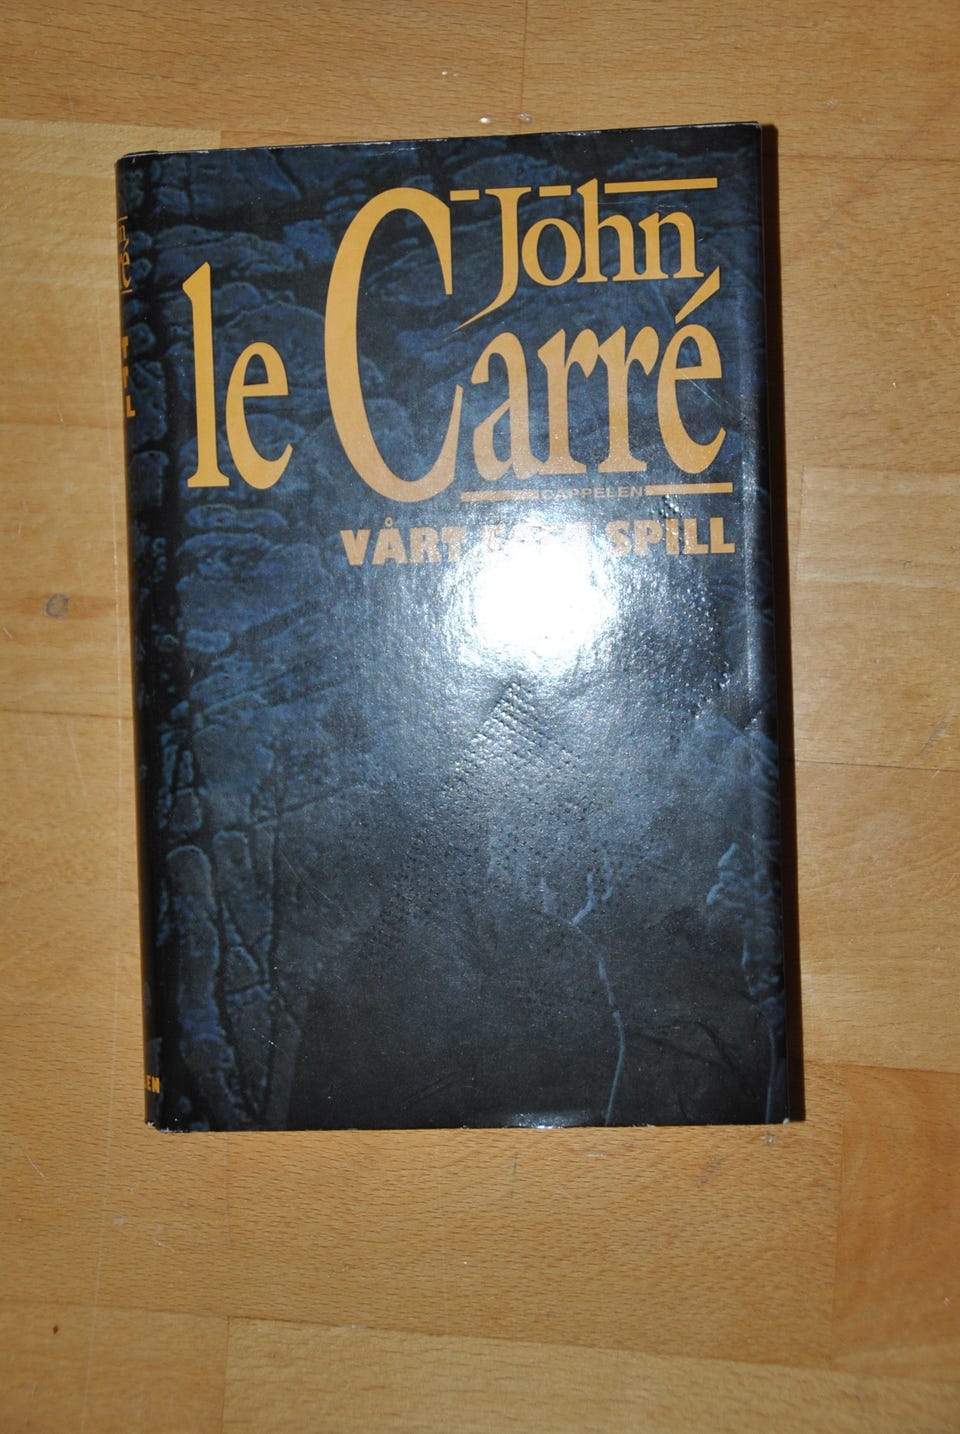 John
le Carré
CAPPELEN
VÅRT SPILL